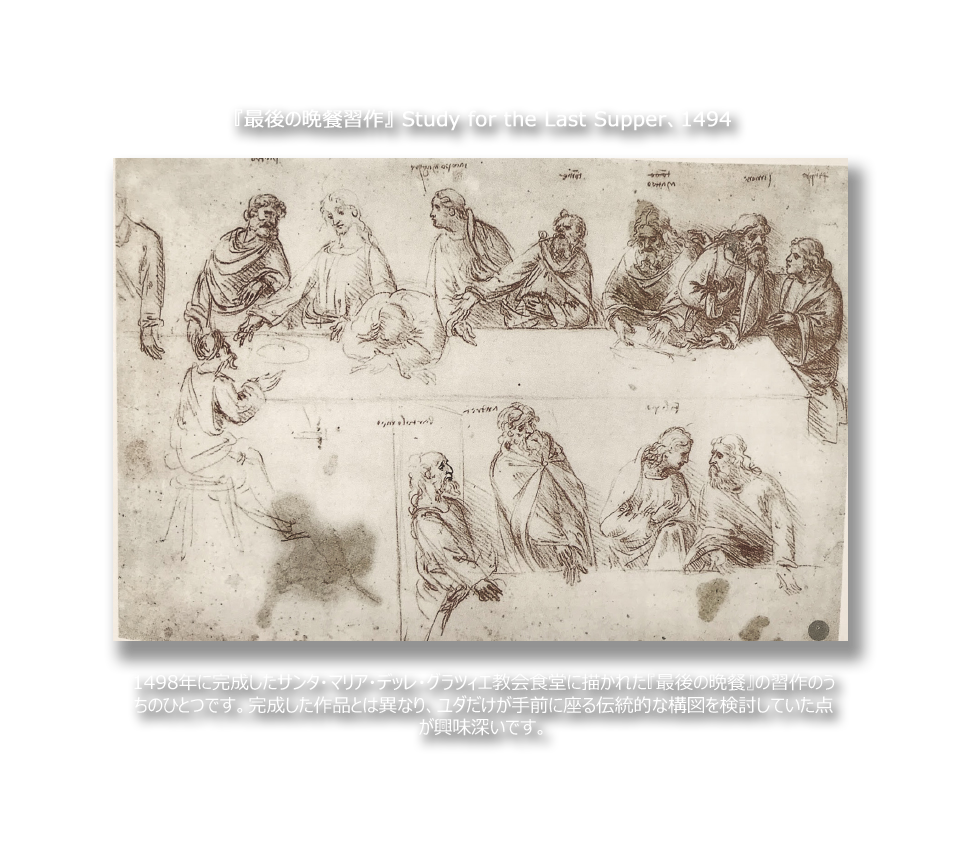 『最後の晩餐習作』 Study for the Last Supper、1494
1498年に完成したサンタ・マリア・デッレ・グラツィエ教会食堂に描かれた『最後の晩餐』の習作のう
ちのひとつです。完成した作品とは異なり、ユダだけが手前に座る伝統的な構図を検討していた点
が興味深いです。